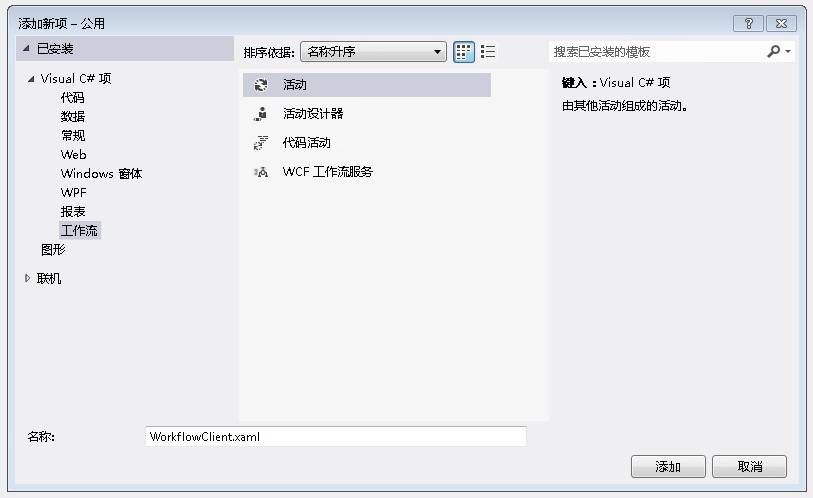 添加新项 – 公用
已安装
Visual C# 项
代码
数据
常规
Web
Windows 窗体
WPF
报表
工作流
图形
联机
排序依据: 名称升序
活动
活动设计器
代码活动
WCF 工作流服务
搜索已安装的模板
键入：Visual C# 项
由其他活动组成的活动。
名称: WorkflowClient.xaml
添加 取消